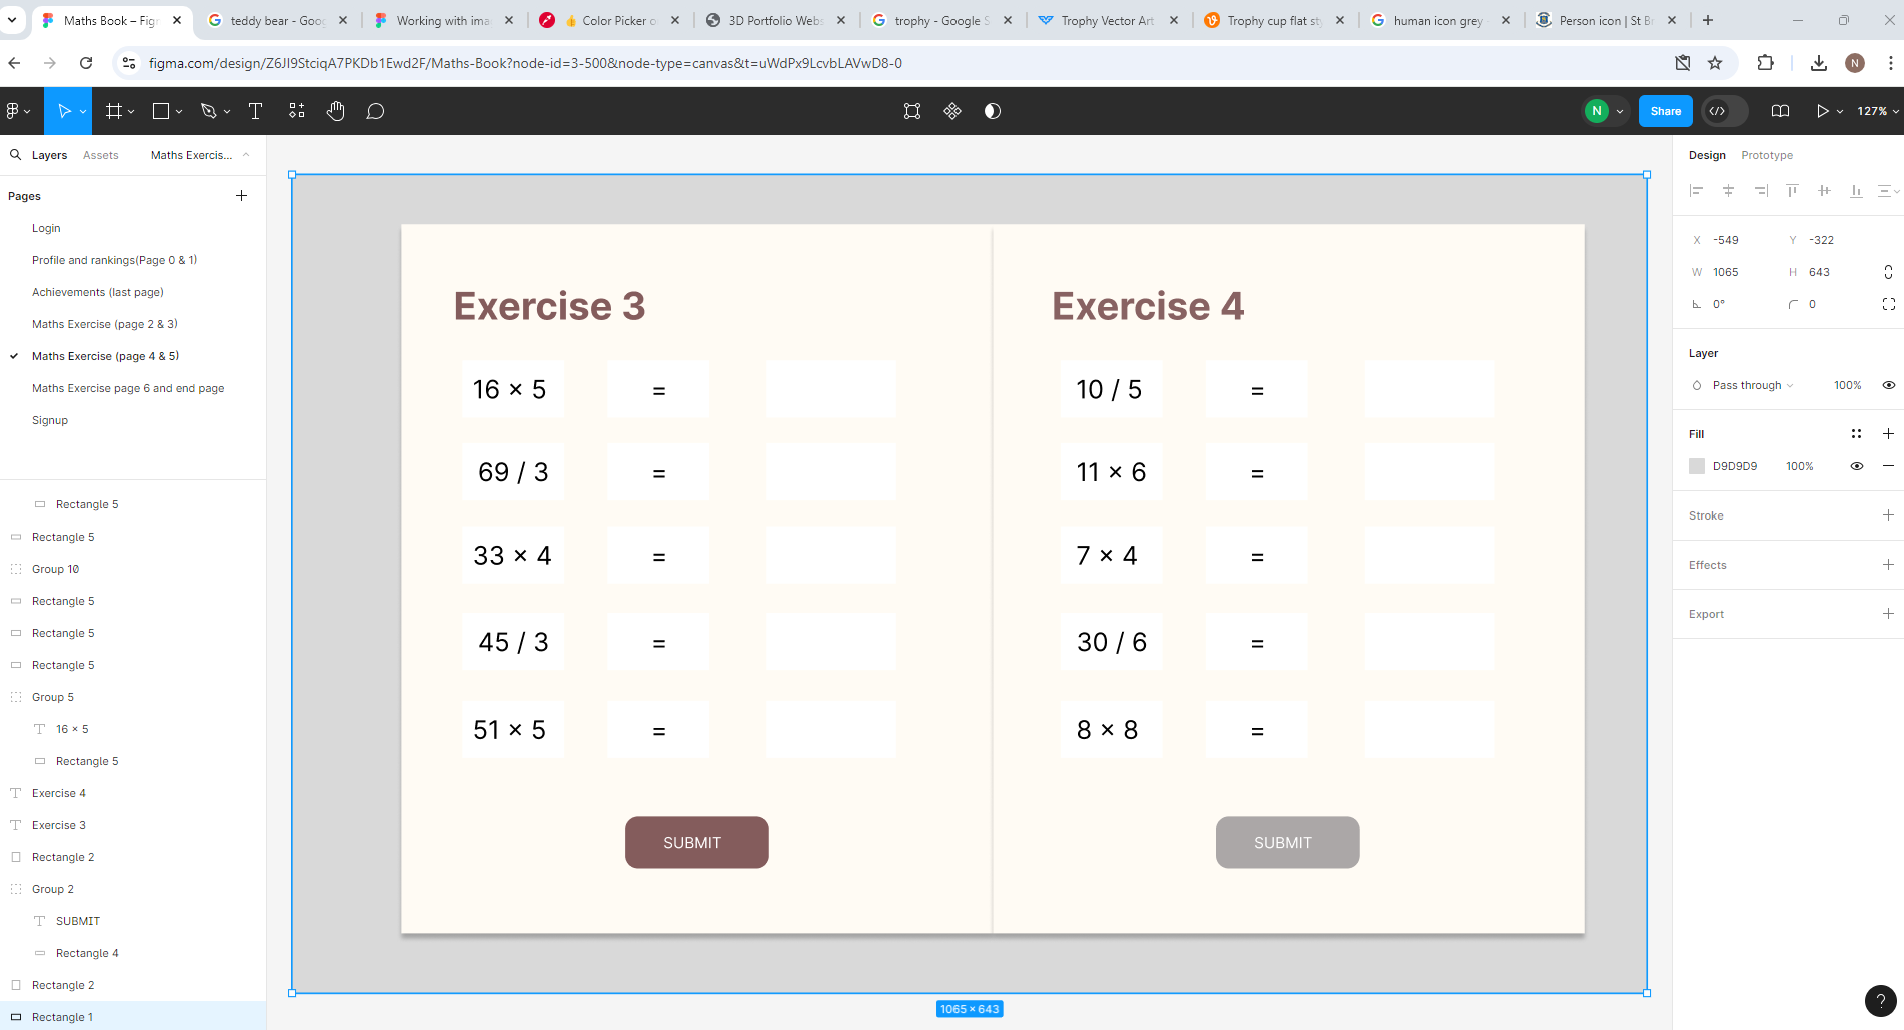 Maths Book – Figr
teddy bear - Goog
Working with ima
Color Picker o
3D Portfolio Webs
trophy - Google S
Trophy Vector Art
Trophy cup flat sty
human icon grey
Person icon | St Br
figma.com/design/Z6JI9StciqA7PKDb1Ewd2F/Maths-Book?node-id=3-500&node-type=canvas&t=uWdPx9LcvbLAVwD8-0
N
N
Share
127%
Layers
Assets
Maths Exercis...
Pages
Login
Profile and rankings(Page 0 & 1)
Achievements (last page)
Maths Exercise (page 2 & 3)
Maths Exercise (page 4 & 5)
Maths Exercise page 6 and end page
Signup
Rectangle 5
Rectangle 5
Group 10
Rectangle 5
Rectangle 5
Rectangle 5
Group 5
16 × 5
Rectangle 5
Exercise 4
Exercise 3
Rectangle 2
Group 2
SUBMIT
Rectangle 4
Rectangle 2
Rectangle 1
Exercise 3
16 × 5 =
69 / 3 =
33 × 4 =
45 / 3 =
51 × 5 =
SUBMIT
Exercise 4
10 / 5 =
11 × 6 =
7 × 4 =
30 / 6 =
8 × 8 =
SUBMIT
1065 × 643
Design
Prototype
X -549 Y -322
W 1065 H 643
0° 0
Layer
Pass through 100%
Fill
D9D9D9 100%
Stroke
Effects
Export
?